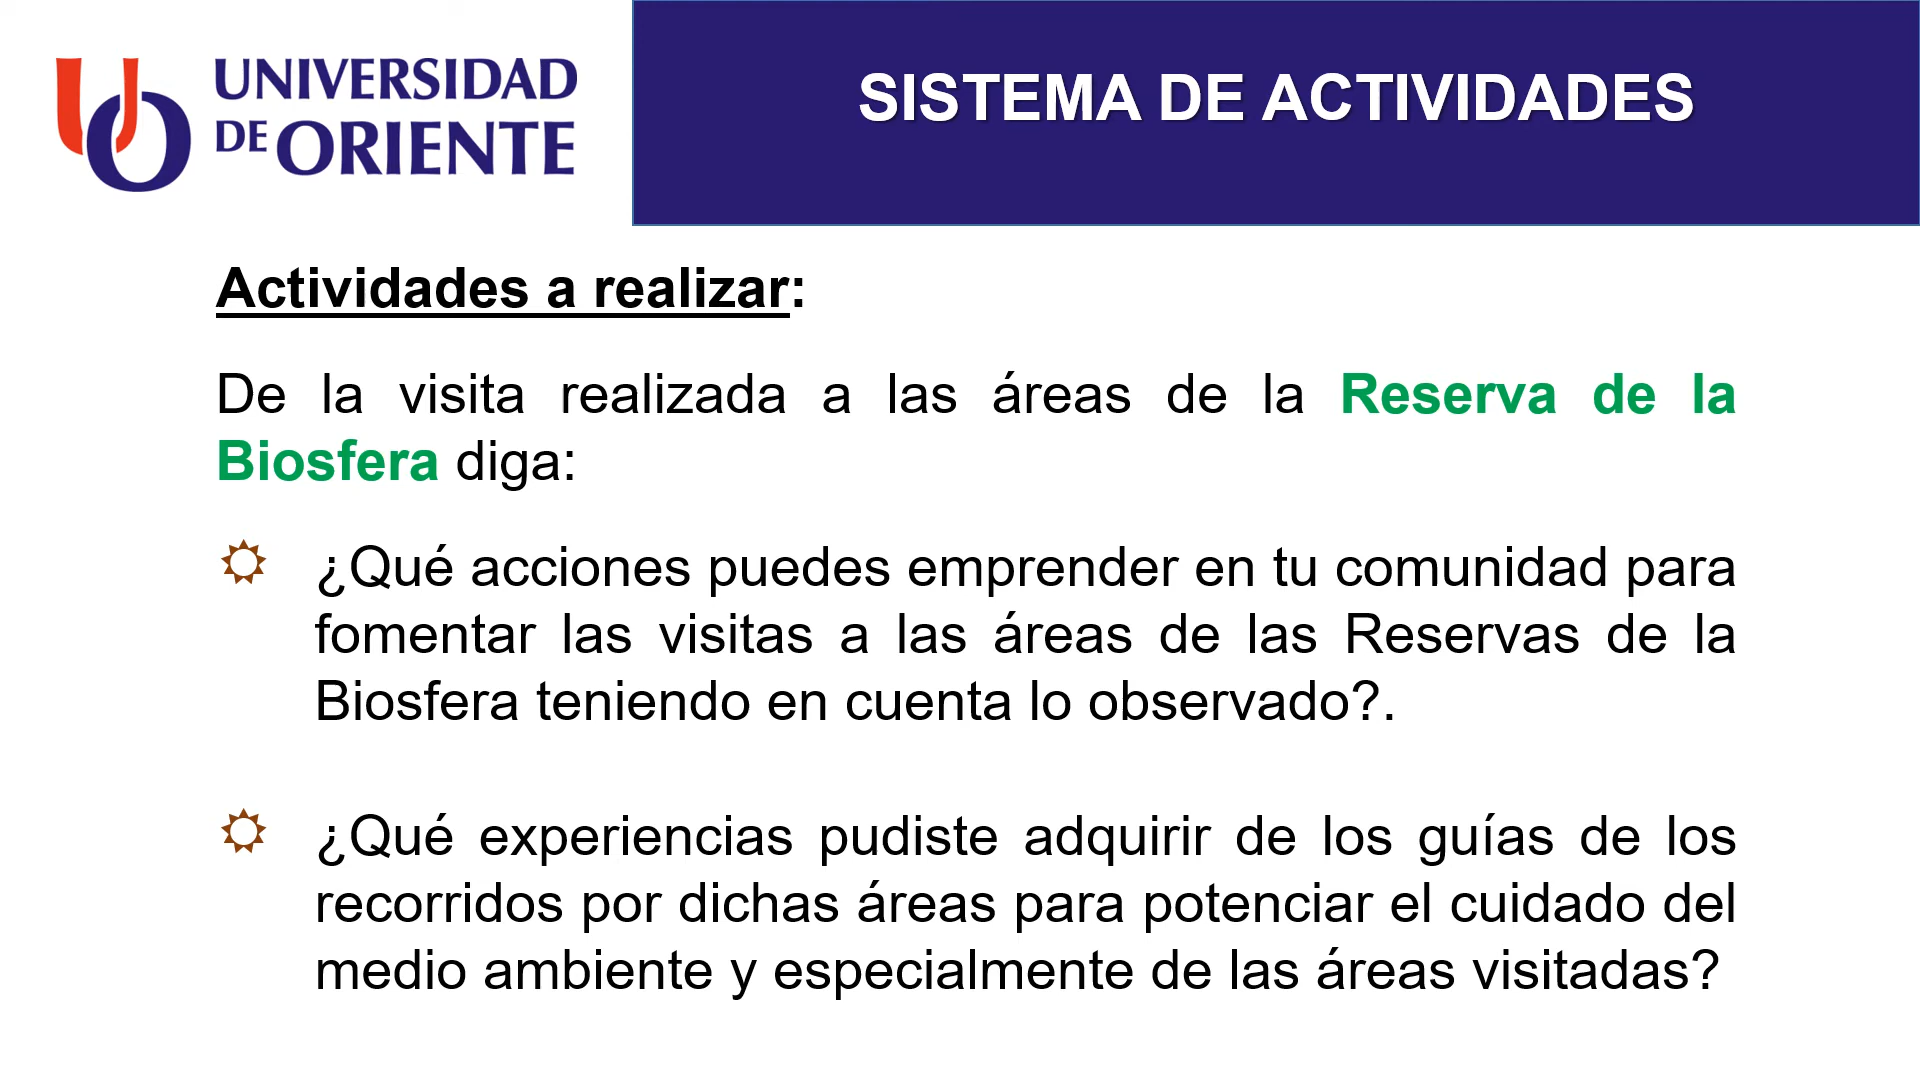 UNIVERSIDAD
DE ORIENTE
SISTEMA DE ACTIVIDADES
Actividades a realizar:
De la visita realizada a las áreas de la Reserva de la
Biosfera diga:
¿Qué acciones puedes emprender en tu comunidad para
fomentar las visitas a las áreas de las Reservas de la
Biosfera teniendo en cuenta lo observado?.
¿Qué experiencias pudiste adquirir de los guías de los
recorridos por dichas áreas para potenciar el cuidado del
medio ambiente y especialmente de las áreas visitadas?